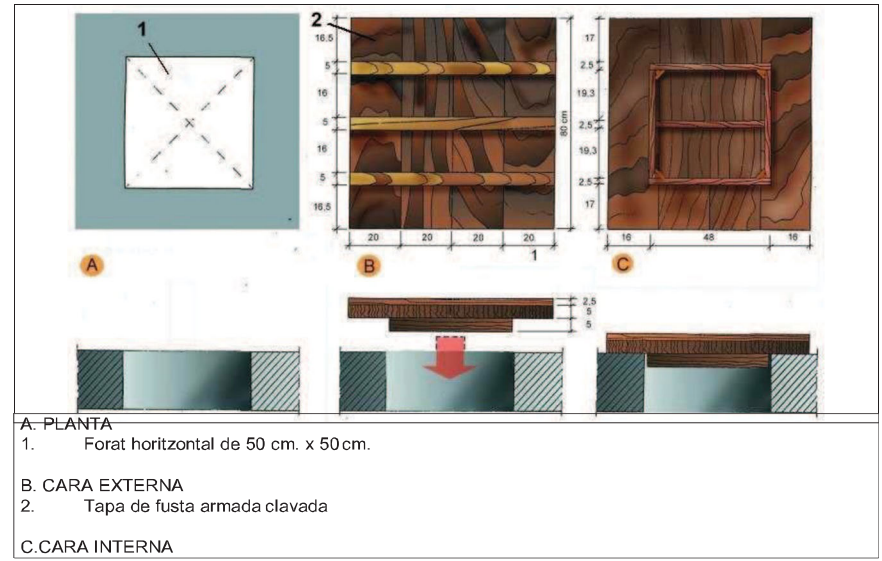 1
2
16.5
5
16
5
16
5
16,5
80 cm
20 20 20 20
1
17
2.5
19.3
2.5
19,3
2.5
17
16 48 16
A
B
C
2,5
5
5
A. PLANTA
1. Forat horitzontal de 50 cm. x 50 cm.
B. CARA EXTERNA
2. Tapa de fusta armada clavada
C.CARA INTERNA